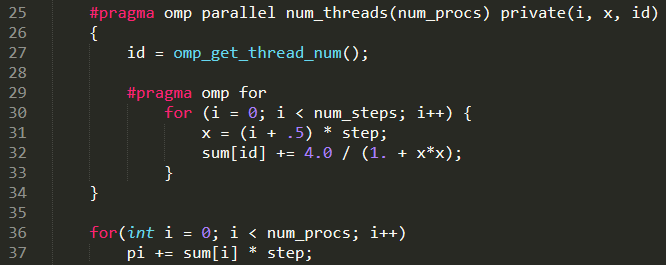 25 #pragma omp parallel num_threads(num_procs) private(i, x, id)
26 {
27 id = omp_get_thread_num();
28
29 #pragma omp for
30 for (i = 0; i < num_steps; i++) {
31 x = (i + .5) * step;
32 sum[id] += 4.0 / (1. + x*x);
33 }
34 }
35
36 for(int i = 0; i < num_procs; i++)
37 pi += sum[i] * step;